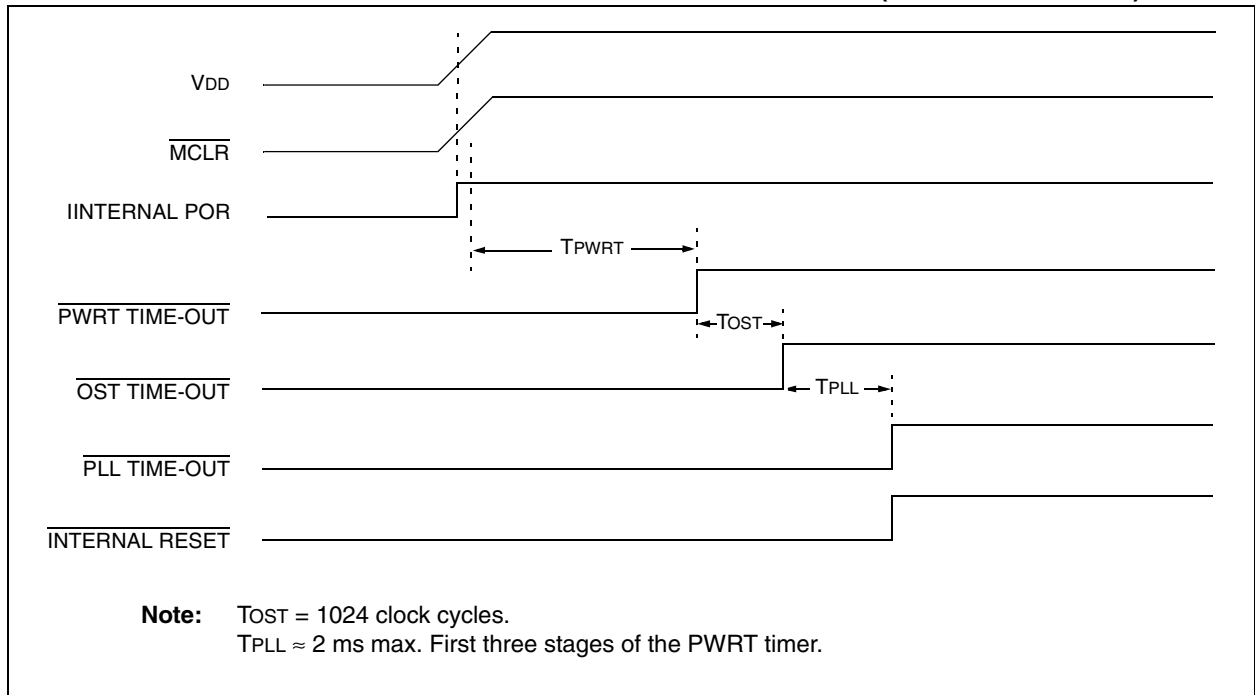 VDD
MCLR
IINTERNAL POR
TPWRT
PWRT TIME-OUT
TOST
OST TIME-OUT
TPLL
PLL TIME-OUT
INTERNAL RESET
Note: TOST = 1024 clock cycles.
TPLL ≈ 2 ms max. First three stages of the PWRT timer.